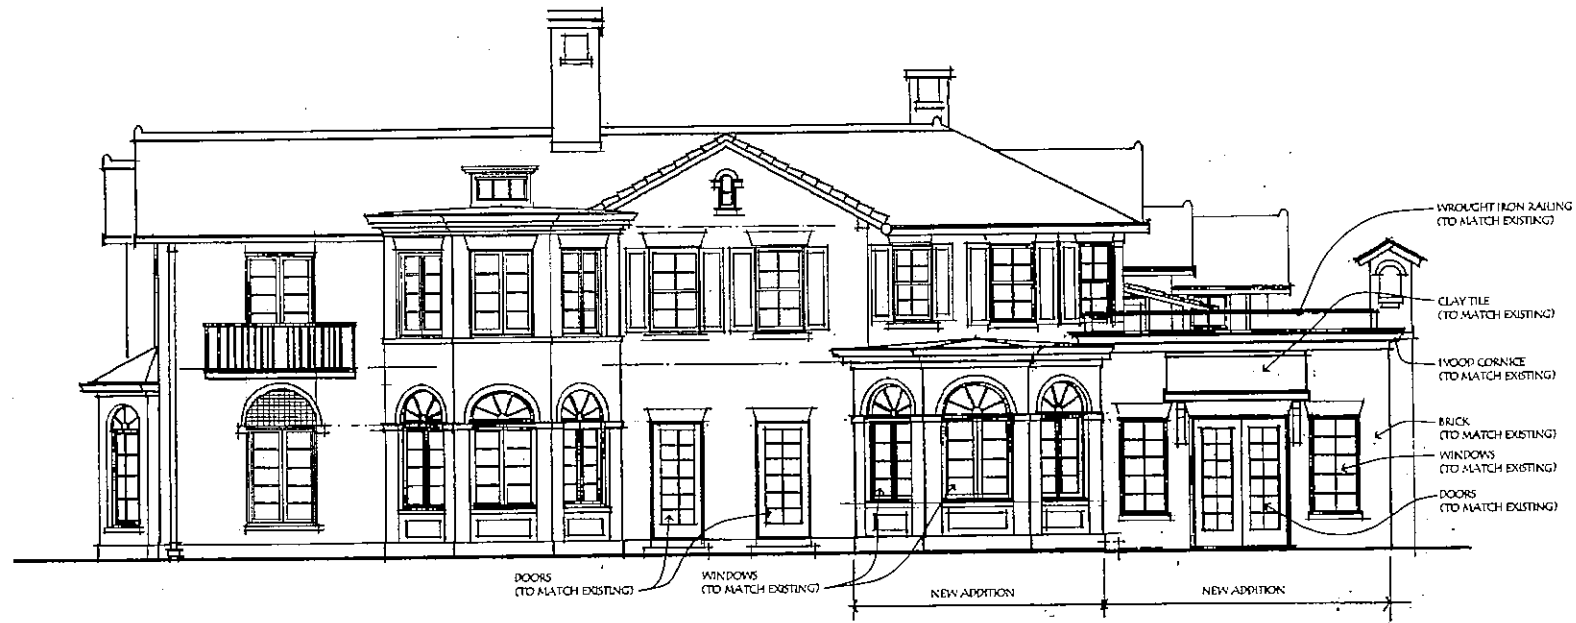 WROUGHT IRON RAILING
(TO MATCH EXISTING)
CLAY TILE
(TO MATCH EXISTING)
WOOD CORNICE
(TO MATCH EXISTING)
BRICK
(TO MATCH EXISTING)
WINDOWS
(TO MATCH EXISTING)
DOORS
(TO MATCH EXISTING)
DOORS
(TO MATCH EXISTING)
WINDOWS
(TO MATCH EXISTING)
NEW ADDITION
NEW ADDITION